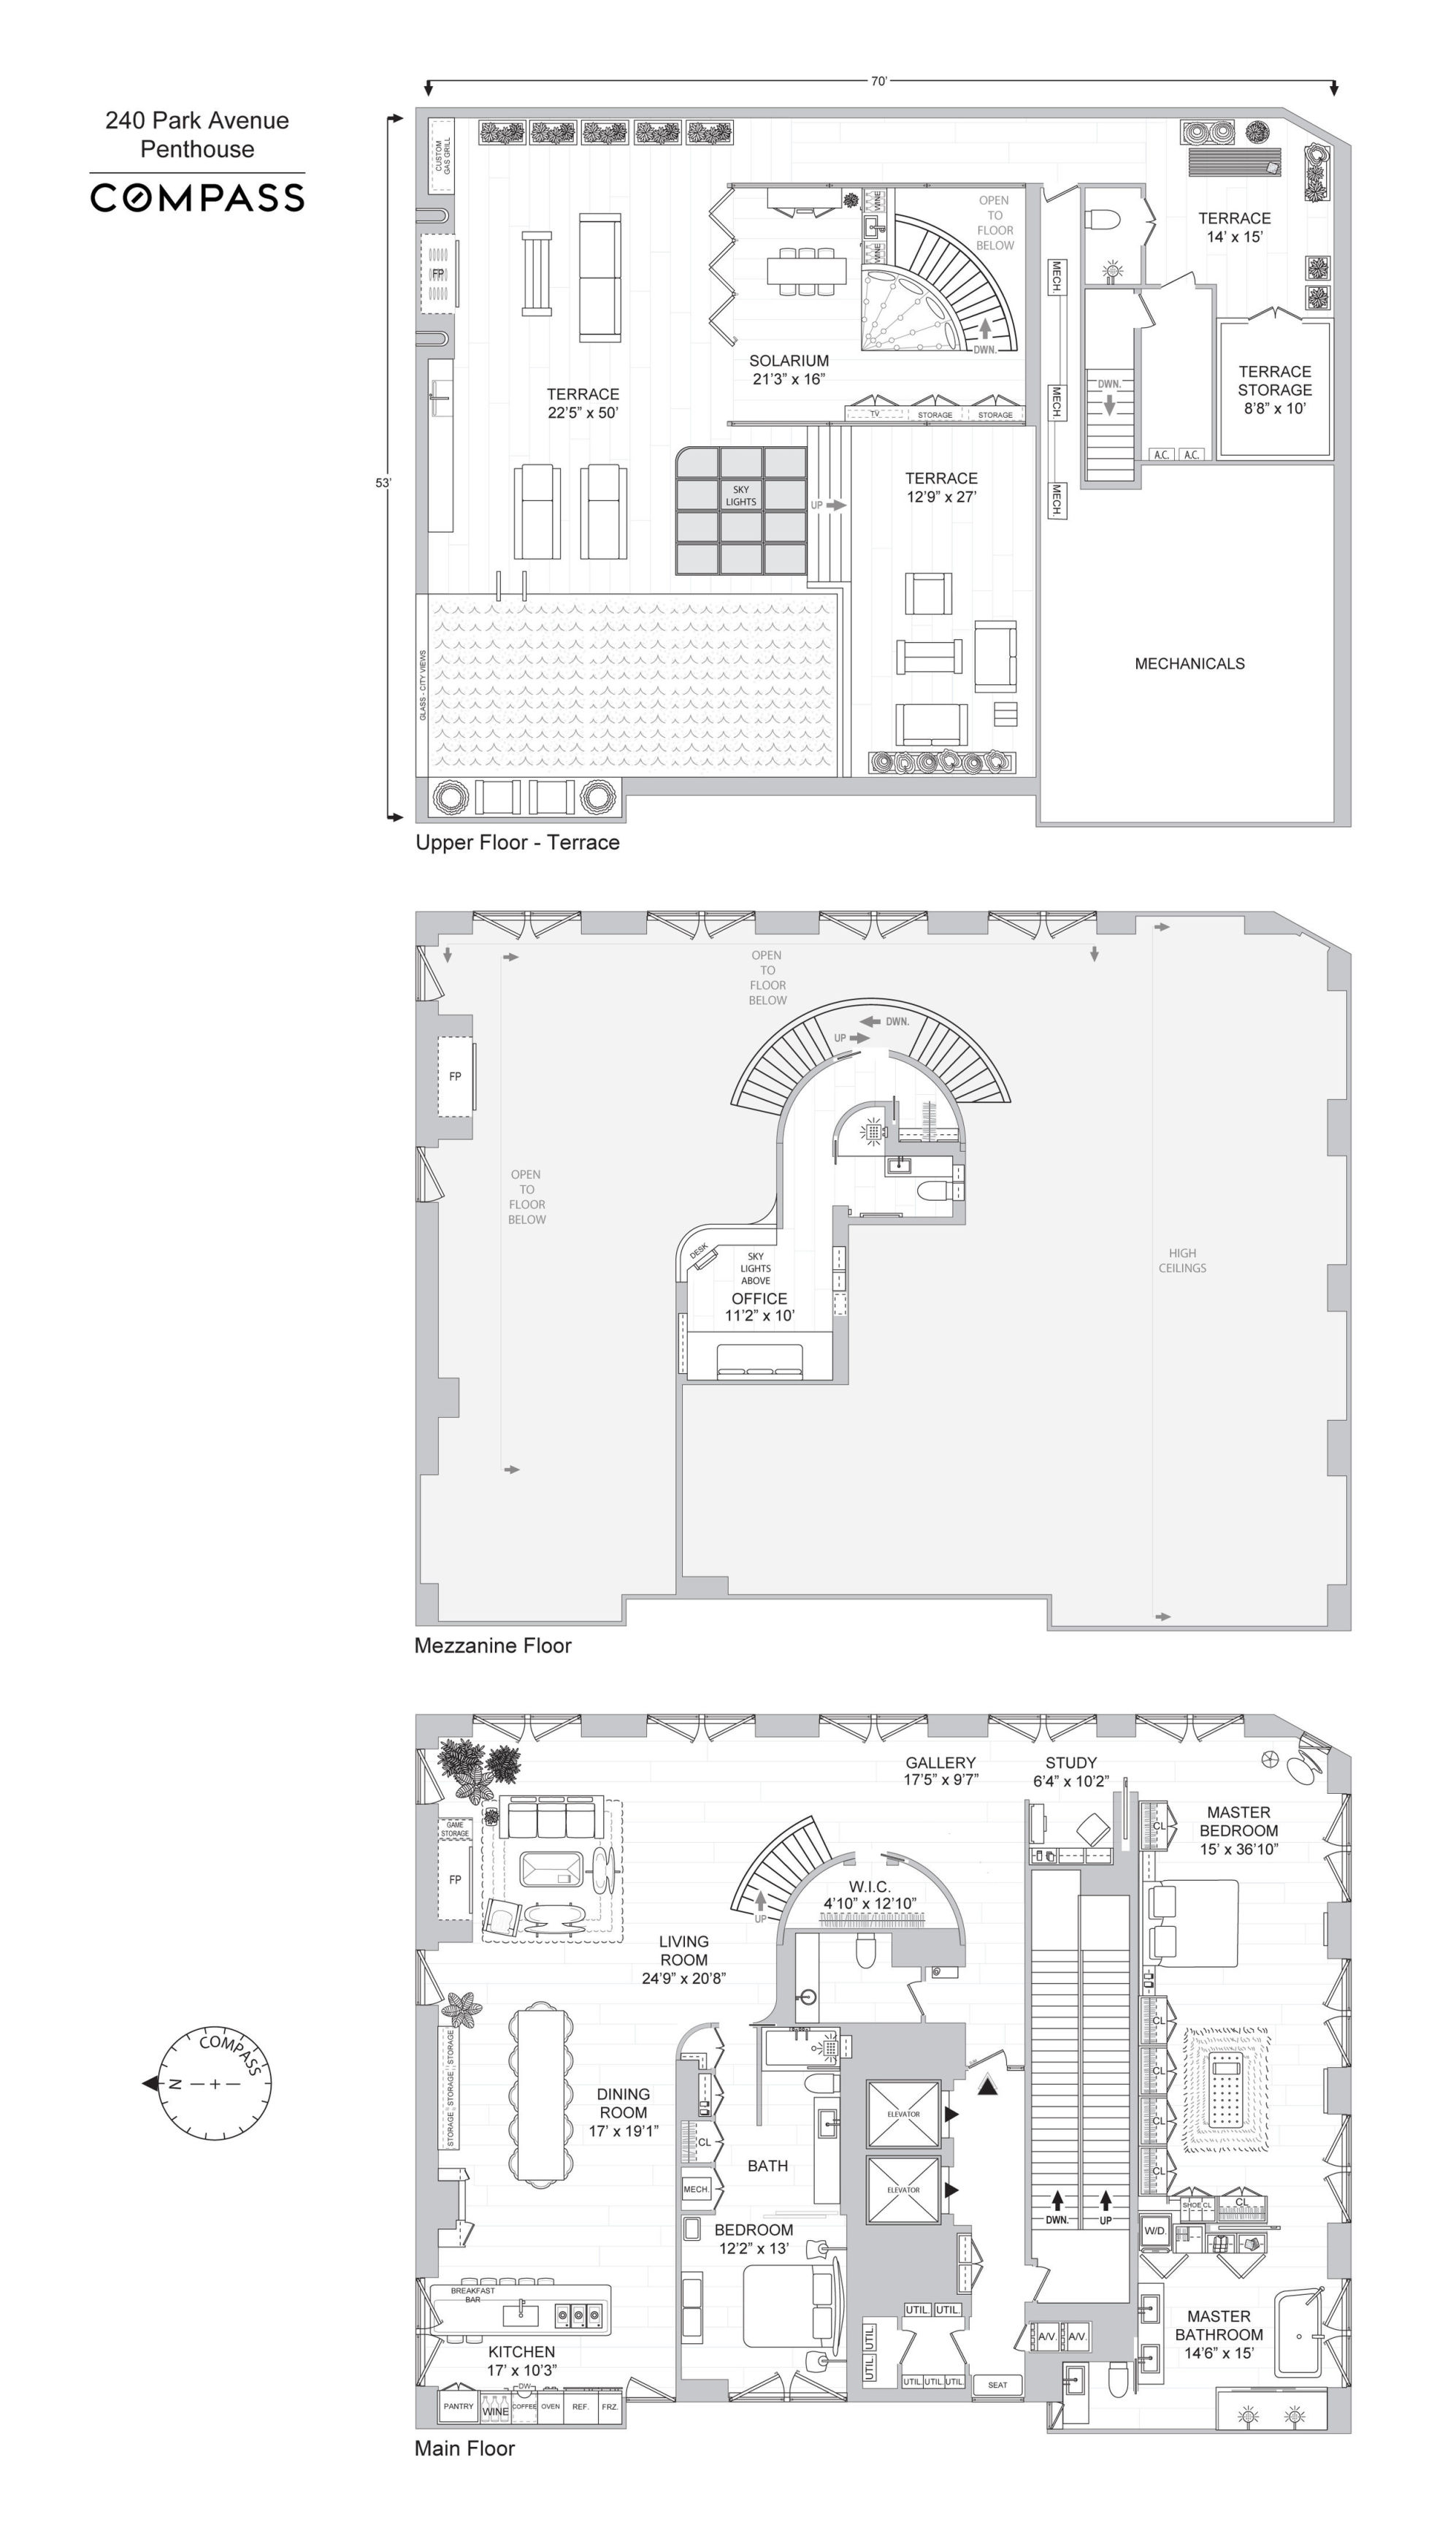 240 Park Avenue
Penthouse
COMPASS
70'
53'
CUSTOM
GAS GRILL
FP
TERRACE
22'5" x 50'
WINE
WINE
OPEN
TO
FLOOR
BELOW
DWN.
SOLARIUM
21'3" x 16"
TV
STORAGE
STORAGE
SKY
LIGHTS
UP
TERRACE
12'9" x 27'
MECH.
MECH.
MECH.
TERRACE
14' x 15'
DWN.
TERRACE
STORAGE
8'8" x 10'
A.C.
A.C.
MECHANICALS
GLASS - CITY VIEWS
Upper Floor - Terrace
OPEN
TO
FLOOR
BELOW
DWN.
UP
FP
OPEN
TO
FLOOR
BELOW
DESK
SKY
LIGHTS
ABOVE
OFFICE
11'2" x 10'
HIGH
CEILINGS
Mezzanine Floor
GALLERY
17'5" x 9'7"
STUDY
6'4" x 10'2"
MASTER
BEDROOM
15' x 36'10"
CL
GAME
STORAGE
FP
W.I.C.
4'10" x 12'10"
UP
LIVING
ROOM
24'9" x 20'8"
COMPASS
N
STORAGE
STORAGE
STORAGE
DINING
ROOM
17' x 19'1"
CL
MECH.
BATH
ELEVATOR
ELEVATOR
CL
CL
CL
CL
SHOE CL
CL
W/D.
DWN.
UP
BEDROOM
12'2" x 13'
BREAKFAST
BAR
KITCHEN
17' x 10'3"
DW
PANTRY
WINE
COFFEE
OVEN
REF.
FRZ.
UTIL.
UTIL.
UTIL.
UTIL.
UTIL.
UTIL.
UTIL.
SEAT
A/V.
A/V.
MASTER
BATHROOM
14'6" x 15'
Main Floor